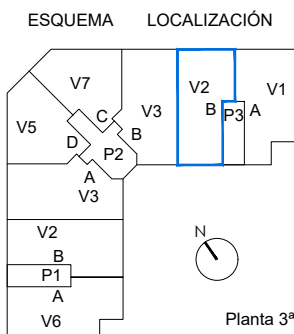 ESQUEMA LOCALIZACIÓN
V7 V2 V1
V5 C V3 B A
D B P3
P2
A
V3
V2
B
P1
A
V6
N
Planta 3ª